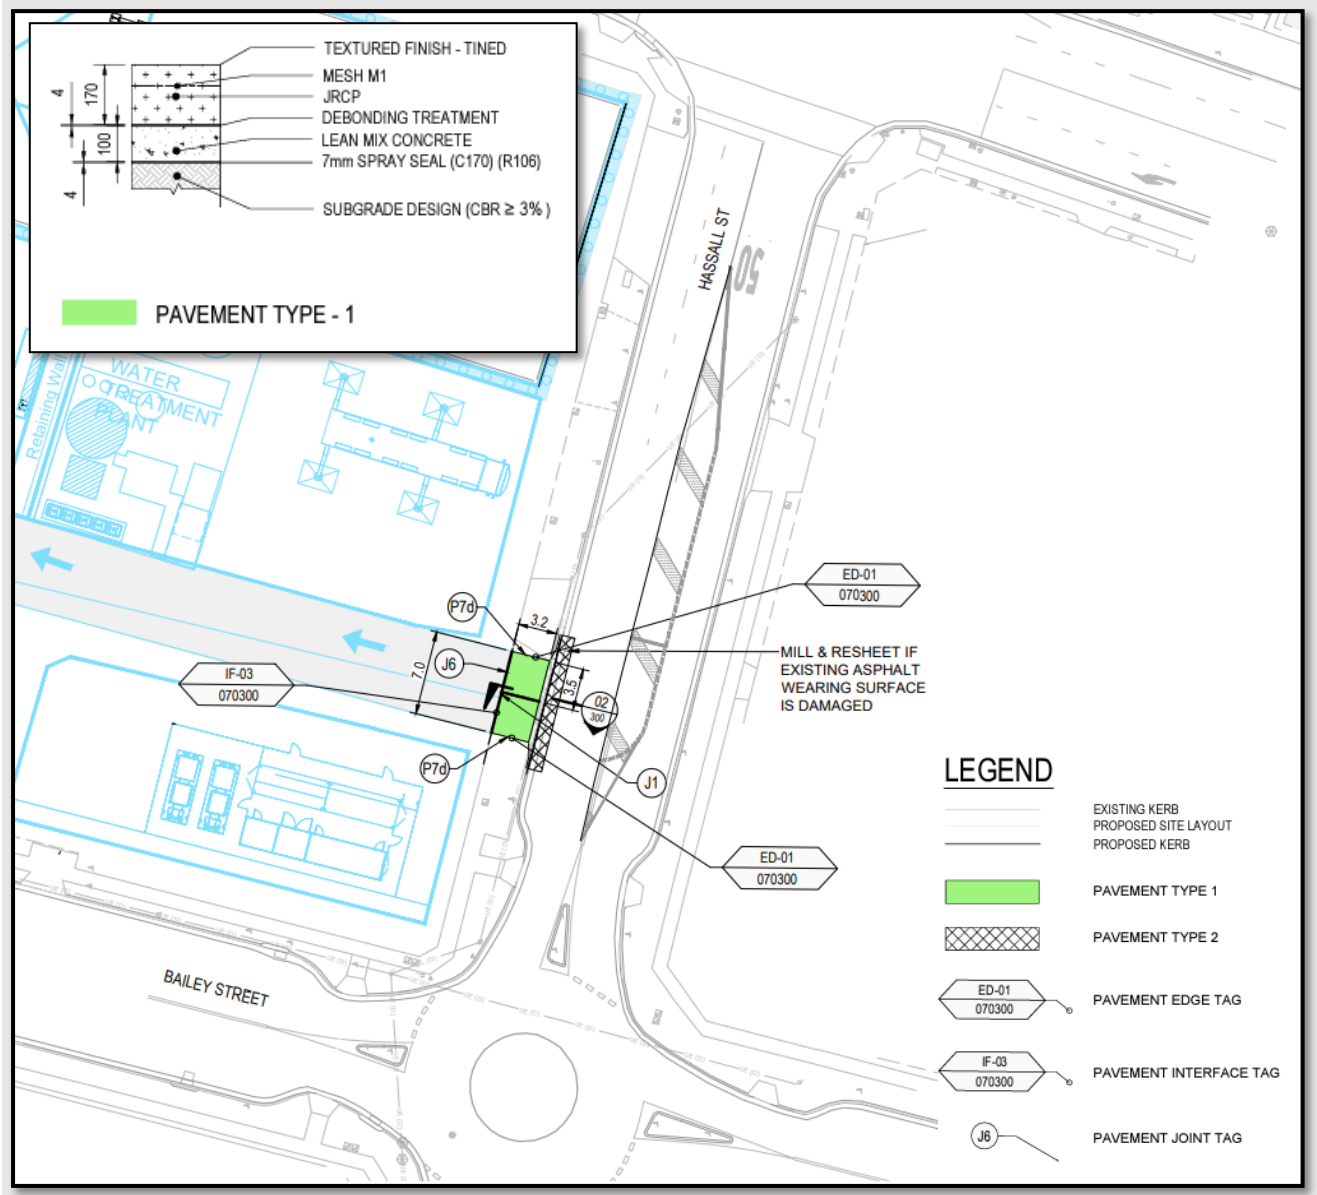 TEXTURED FINISH - TINED
MESH M1
JRCP
DEBONDING TREATMENT
LEAN MIX CONCRETE
7mm SPRAY SEAL (C170) (R106)
SUBGRADE DESIGN (CBR ≥ 3% )
4
170
100
4
PAVEMENT TYPE - 1
HASSALL ST
50
WATER
TREATMENT
PLANT
Retaining Wall
ED-01
070300
P7d
3.2
MILL & RESHEET IF
EXISTING ASPHALT
WEARING SURFACE
IS DAMAGED
J6
7.0
3.5
IF-03
070300
02
300
P7d
J1
ED-01
070300
BAILEY STREET
LEGEND
EXISTING KERB
PROPOSED SITE LAYOUT
PROPOSED KERB
PAVEMENT TYPE 1
PAVEMENT TYPE 2
ED-01
070300
PAVEMENT EDGE TAG
IF-03
070300
PAVEMENT INTERFACE TAG
J6
PAVEMENT JOINT TAG